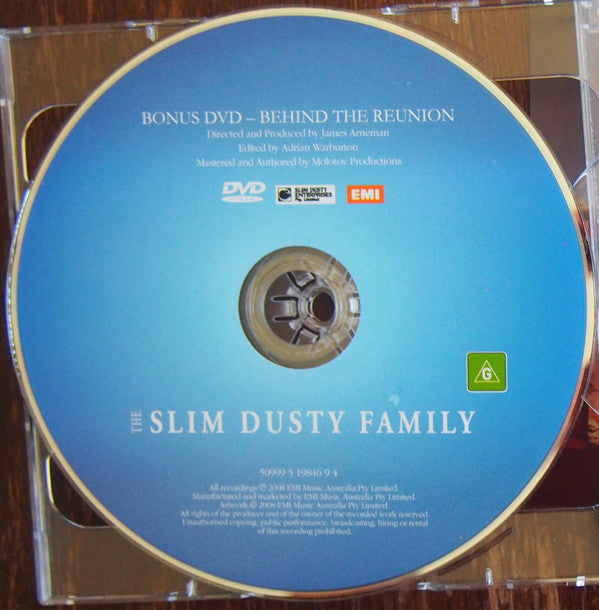 BONUS DVD – BEHIND THE REUNION
Directed and Produced by James Arneman
Edited by Adrian Warburton
Mastered and Authored by Molotov Productions
DVD
VIDEO
SLIM DUSTY
ENTERPRISES
Pty Limited
EMI
G
THE SLIM DUSTY FAMILY
50999 5 19846 9 4
All recordings © 2008 EMI Music Australia Pty Limited.
Manufactured and marketed by EMI Music Australia Pty Limited.
Artwork © 2008 EMI Music Australia Pty Limited.
All rights of the producer and of the owner of the recorded work reserved.
Unauthorised copying, public performance, broadcasting, hiring or rental
of this recording prohibited.